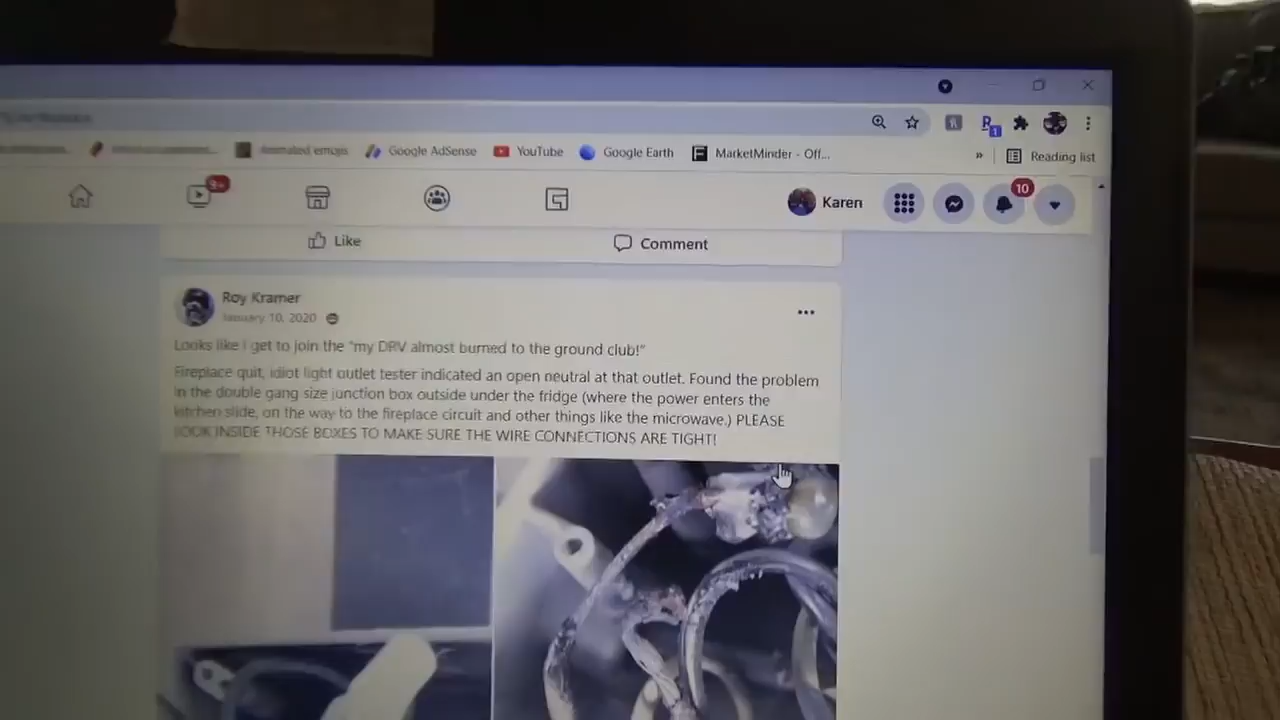 Animated emojis Google AdSense YouTube Google Earth MarketMinder - Off... » Reading list
9+
Karen
10
Like Comment
Roy Kramer
January 10, 2020
Looks like I get to join the "my DRV almost burned to the ground club!"
Fireplace quit, idiot light outlet tester indicated an open neutral at that outlet. Found the problem
in the double gang size junction box outside under the fridge (where the power enters the
kitchen slide, on the way to the fireplace circuit and other things like the microwave.) PLEASE
LOOK INSIDE THOSE BOXES TO MAKE SURE THE WIRE CONNECTIONS ARE TIGHT!